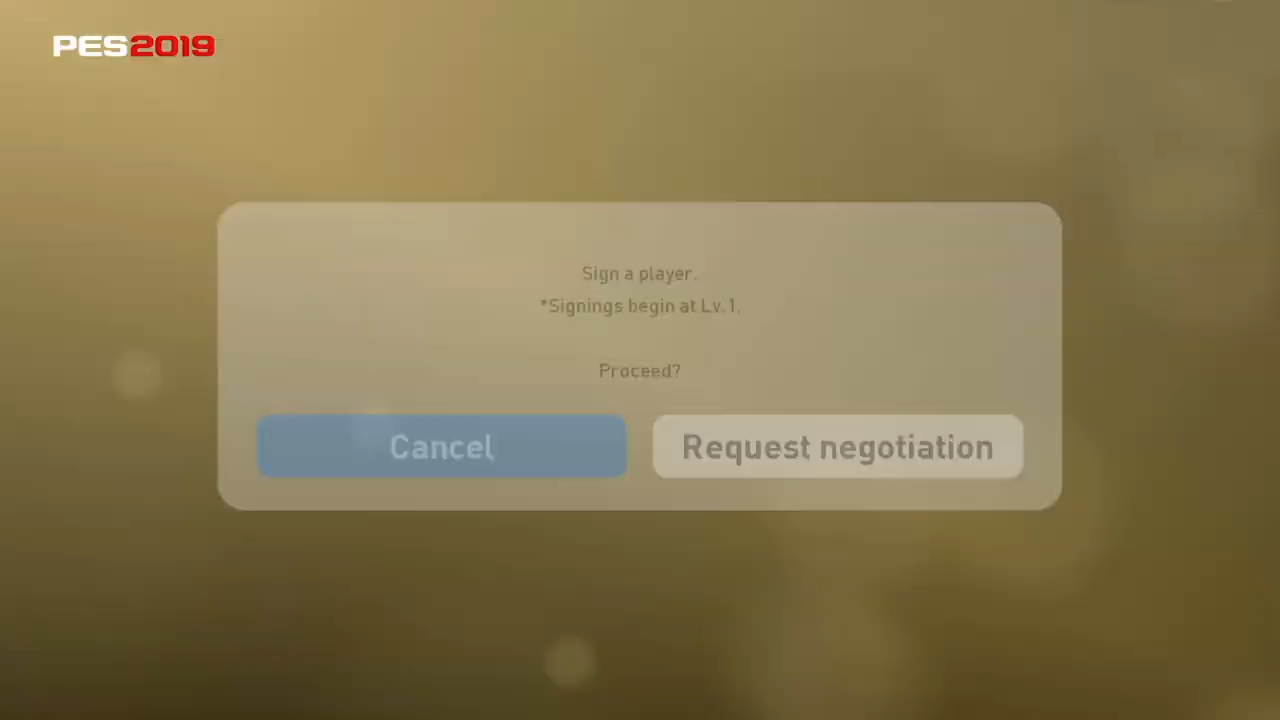 PES2019
Sign a player.
*Signings begin at Lv.1.
Proceed?
Cancel
Request negotiation